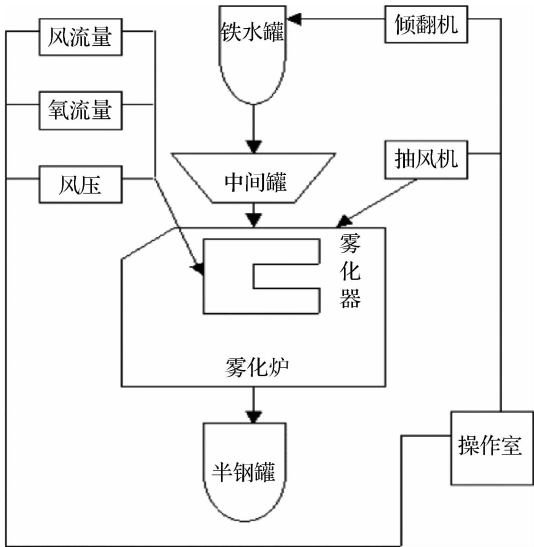 铁水罐
倾翻机
风流量
氧流量
抽风机
风压
中间罐
雾
化
器
雾化炉
操作室
半钢罐